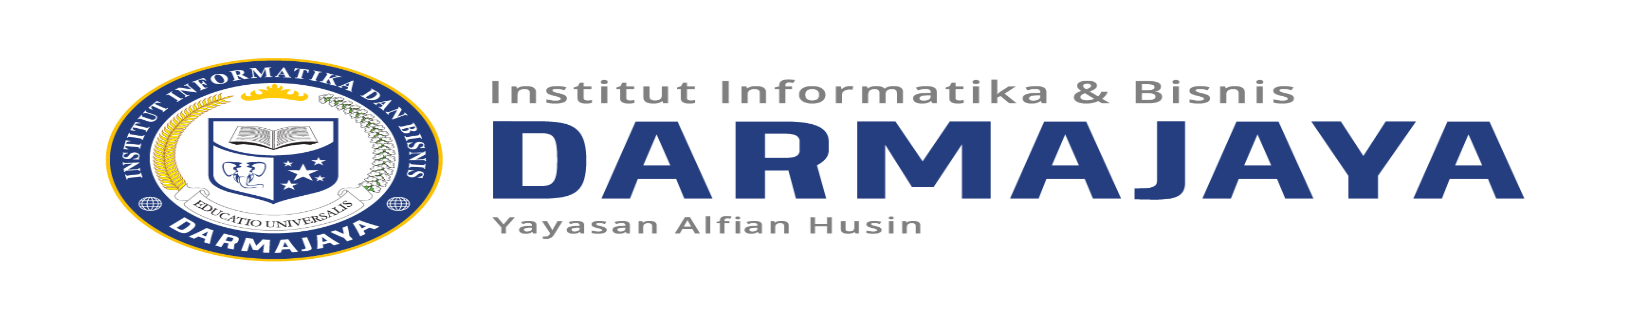 INSTITUT INFORMATIKA DAN BISNIS
EDUCATIO UNIVERSALIS
DARMAJAYA
Institut Informatika & Bisnis
DARMAJAYA
Yayasan Alfian Husin